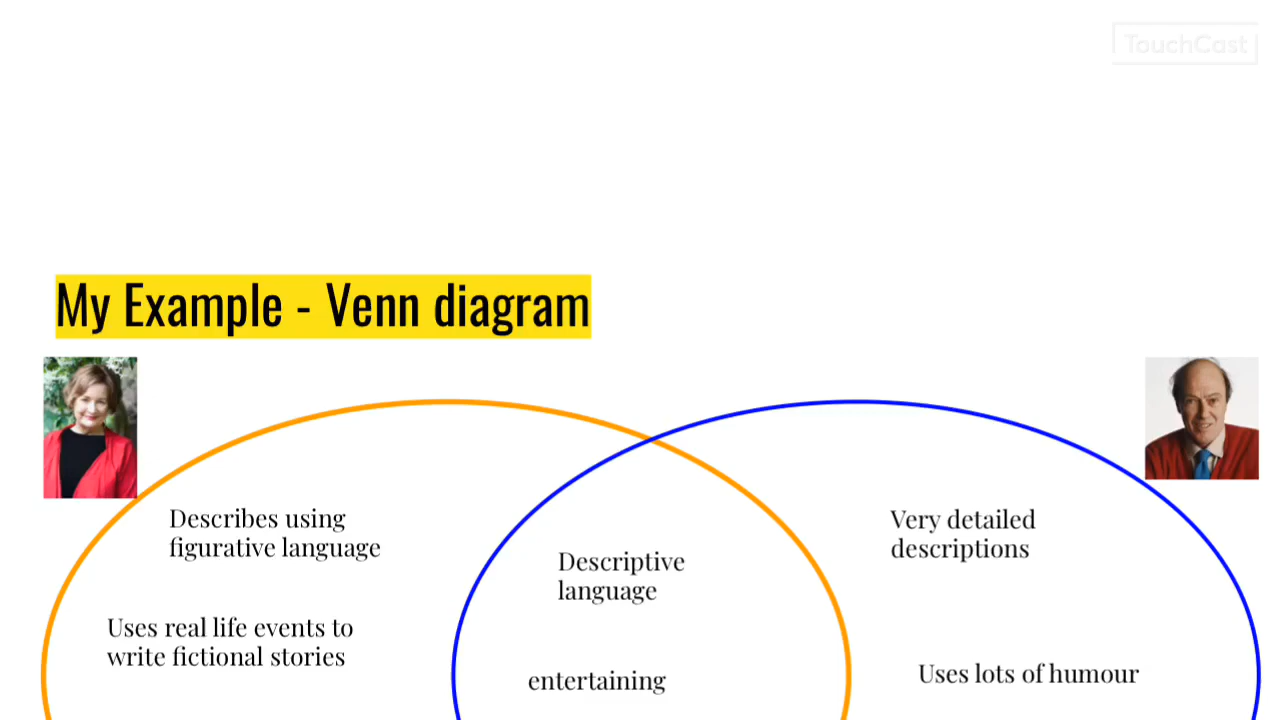 TouchCast
My Example - Venn diagram
Describes using
figurative language
Uses real life events to
write fictional stories
Descriptive
language
entertaining
Very detailed
descriptions
Uses lots of humour